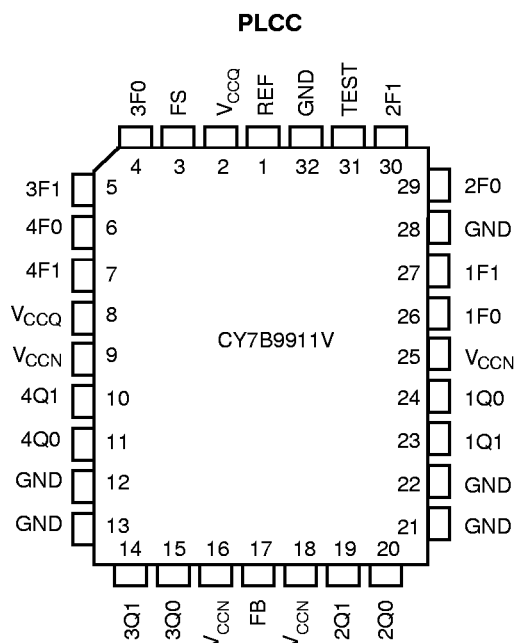 PLCC
3F0 FS VCCQ REF GND TEST 2F1
4 3 2 1 32 31 30
3F1 5 29 2F0
4F0 6 28 GND
4F1 7 27 1F1
VCCQ 8 26 1F0
VCCN 9 CY7B9911V 25 VCCN
4Q1 10 24 1Q0
4Q0 11 23 1Q1
GND 12 22 GND
GND 13 21 GND
14 15 16 17 18 19 20
3Q1 3Q0 VCCN FB VCCN 2Q1 2Q0